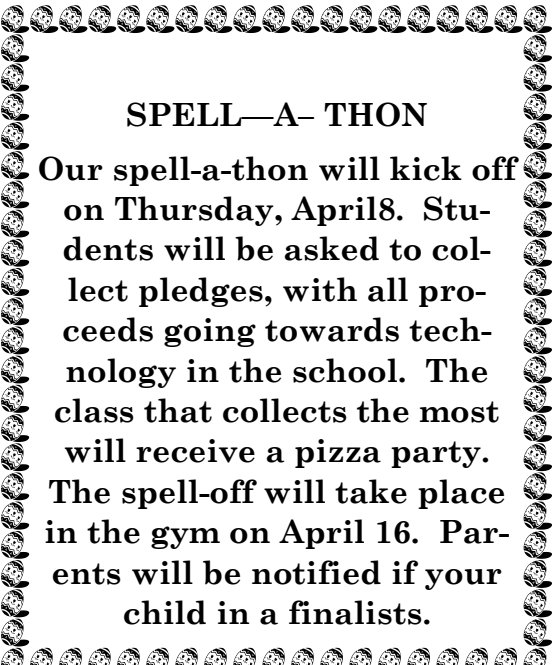 SPELL—A– THON
Our spell-a-thon will kick off
on Thursday, April8.  Stu-
dents will be asked to col-
lect pledges, with all pro-
ceeds going towards tech-
nology in the school.  The
class that collects the most
will receive a pizza party.
The spell-off will take place
in the gym on April 16.  Par-
ents will be notified if your
child in a finalists.